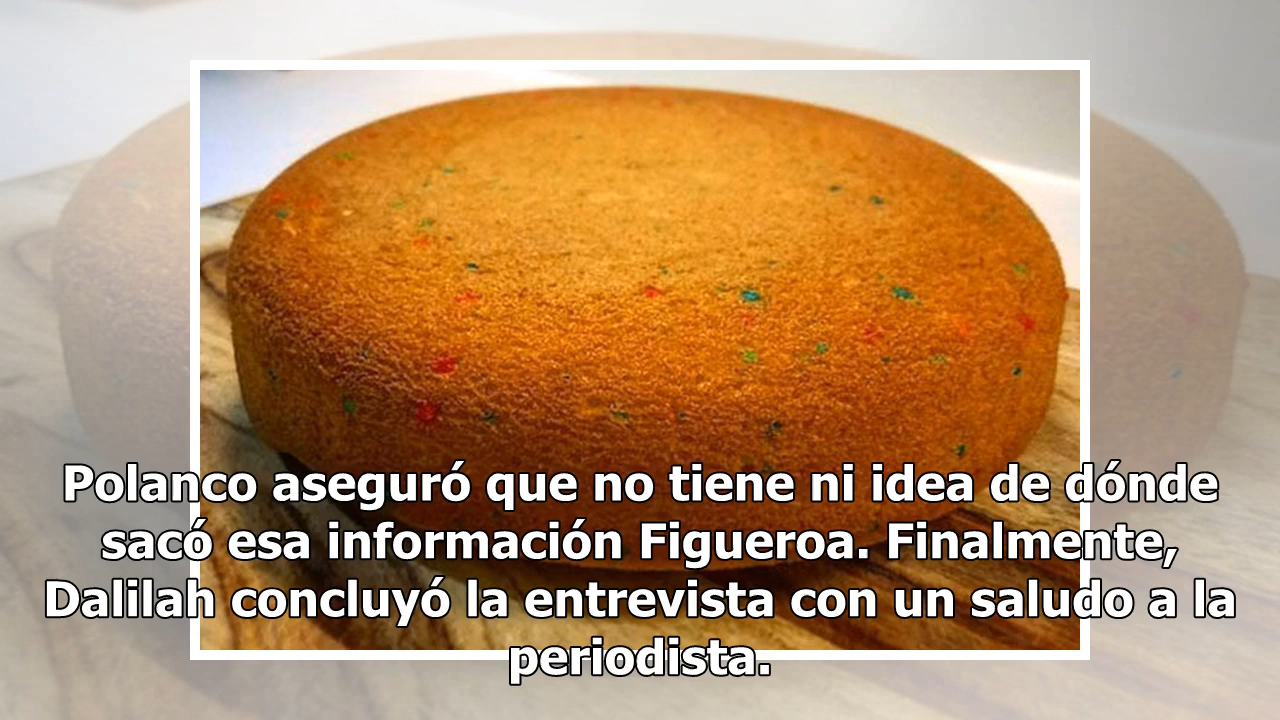 Polanco aseguró que no tiene ni idea de dónde
sacó esa información Figueroa. Finalmente,
Dalilah concluyó la entrevista con un saludo a la
periodista.